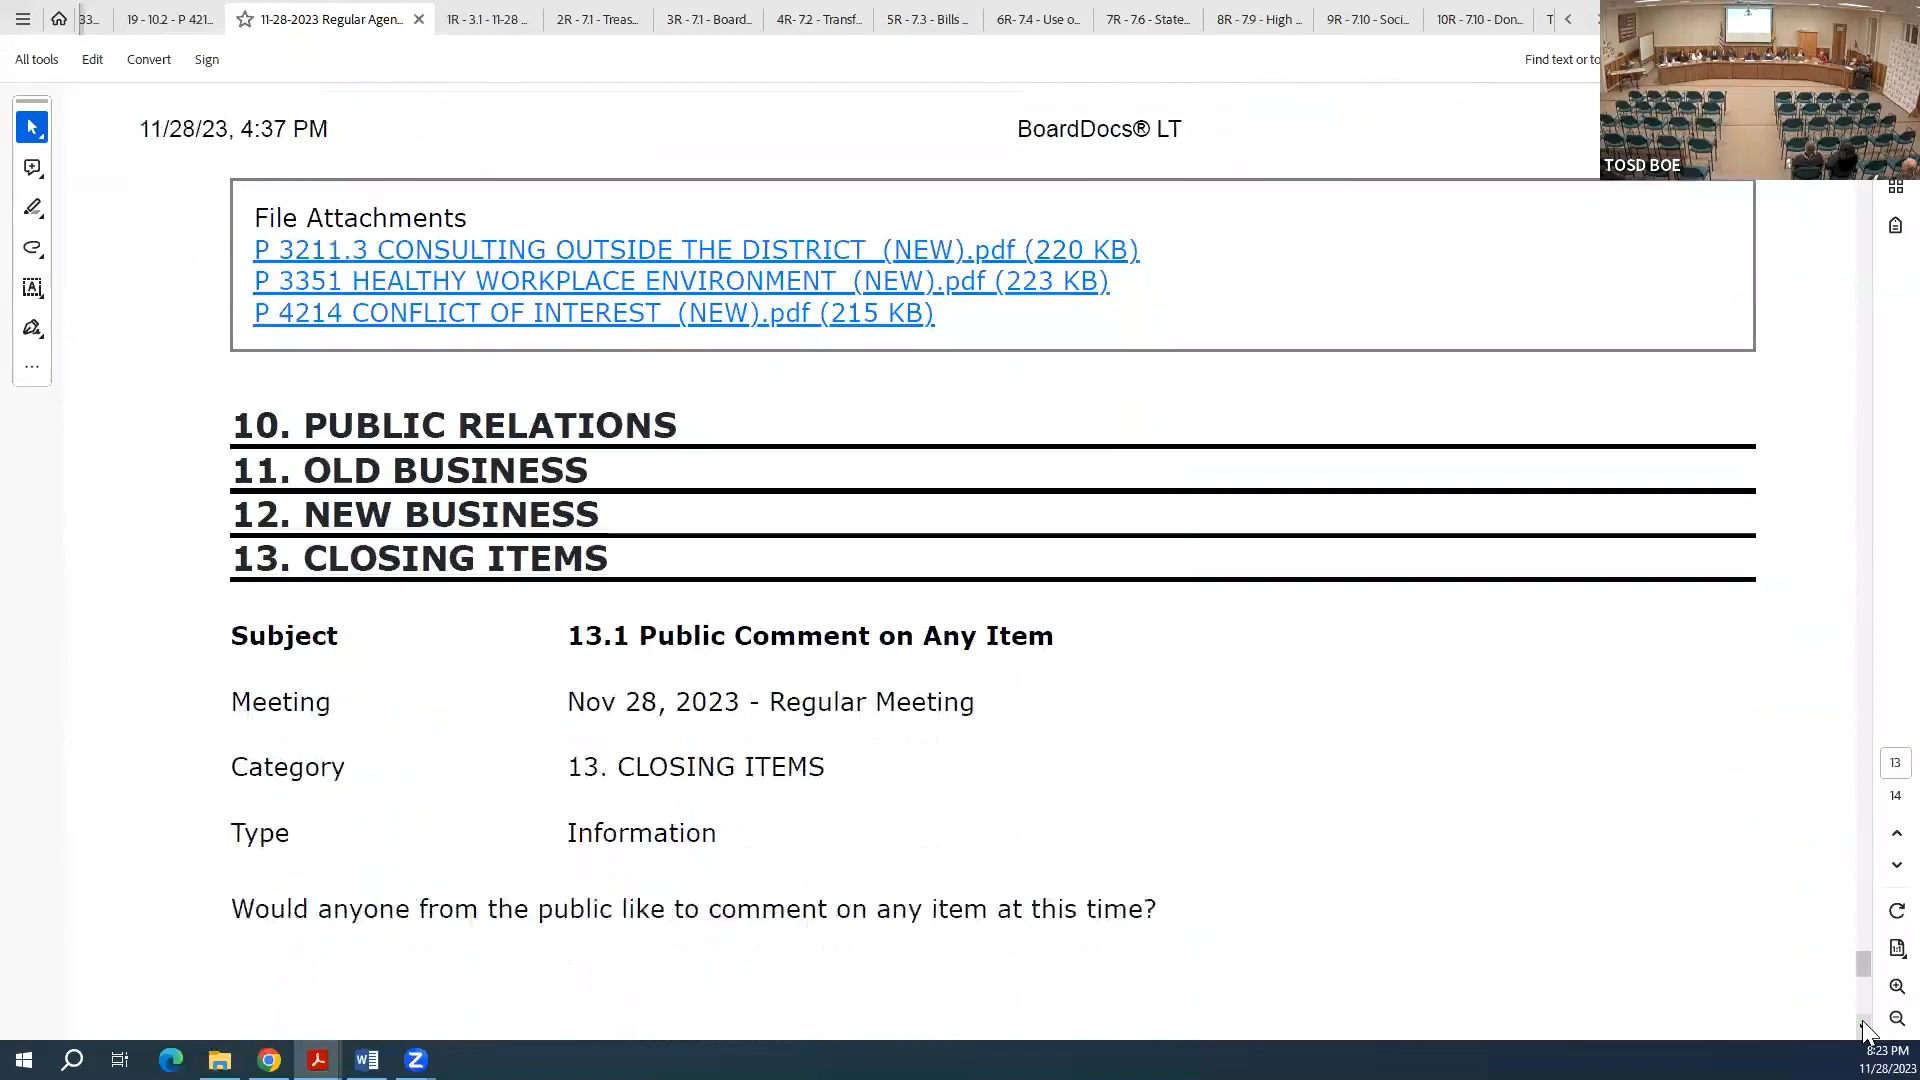 33...
19 - 10.2 - P 421...
11-28-2023 Regular Agen...
1R - 3.1 - 11-28 ...
2R - 7.1 - Treas...
3R - 7.1 - Board...
4R- 7.2 - Transf...
5R - 7.3 - Bills ...
6R- 7.4 - Use o...
7R - 7.6 - State...
8R - 7.9 - High ...
9R - 7.10 - Soci...
10R - 7.10 - Don...
T
All tools
Edit
Convert
Sign
Find text or to
TOSD BOE
11/28/23, 4:37 PM
BoardDocs® LT
File Attachments
P 3211.3 CONSULTING OUTSIDE THE DISTRICT (NEW).pdf (220 KB)
P 3351 HEALTHY WORKPLACE ENVIRONMENT (NEW).pdf (223 KB)
P 4214 CONFLICT OF INTEREST (NEW).pdf (215 KB)
10. PUBLIC RELATIONS
11. OLD BUSINESS
12. NEW BUSINESS
13. CLOSING ITEMS
Subject 13.1 Public Comment on Any Item
Meeting Nov 28, 2023 - Regular Meeting
Category 13. CLOSING ITEMS
Type Information
Would anyone from the public like to comment on any item at this time?
13
14
8:23 PM
11/28/2023